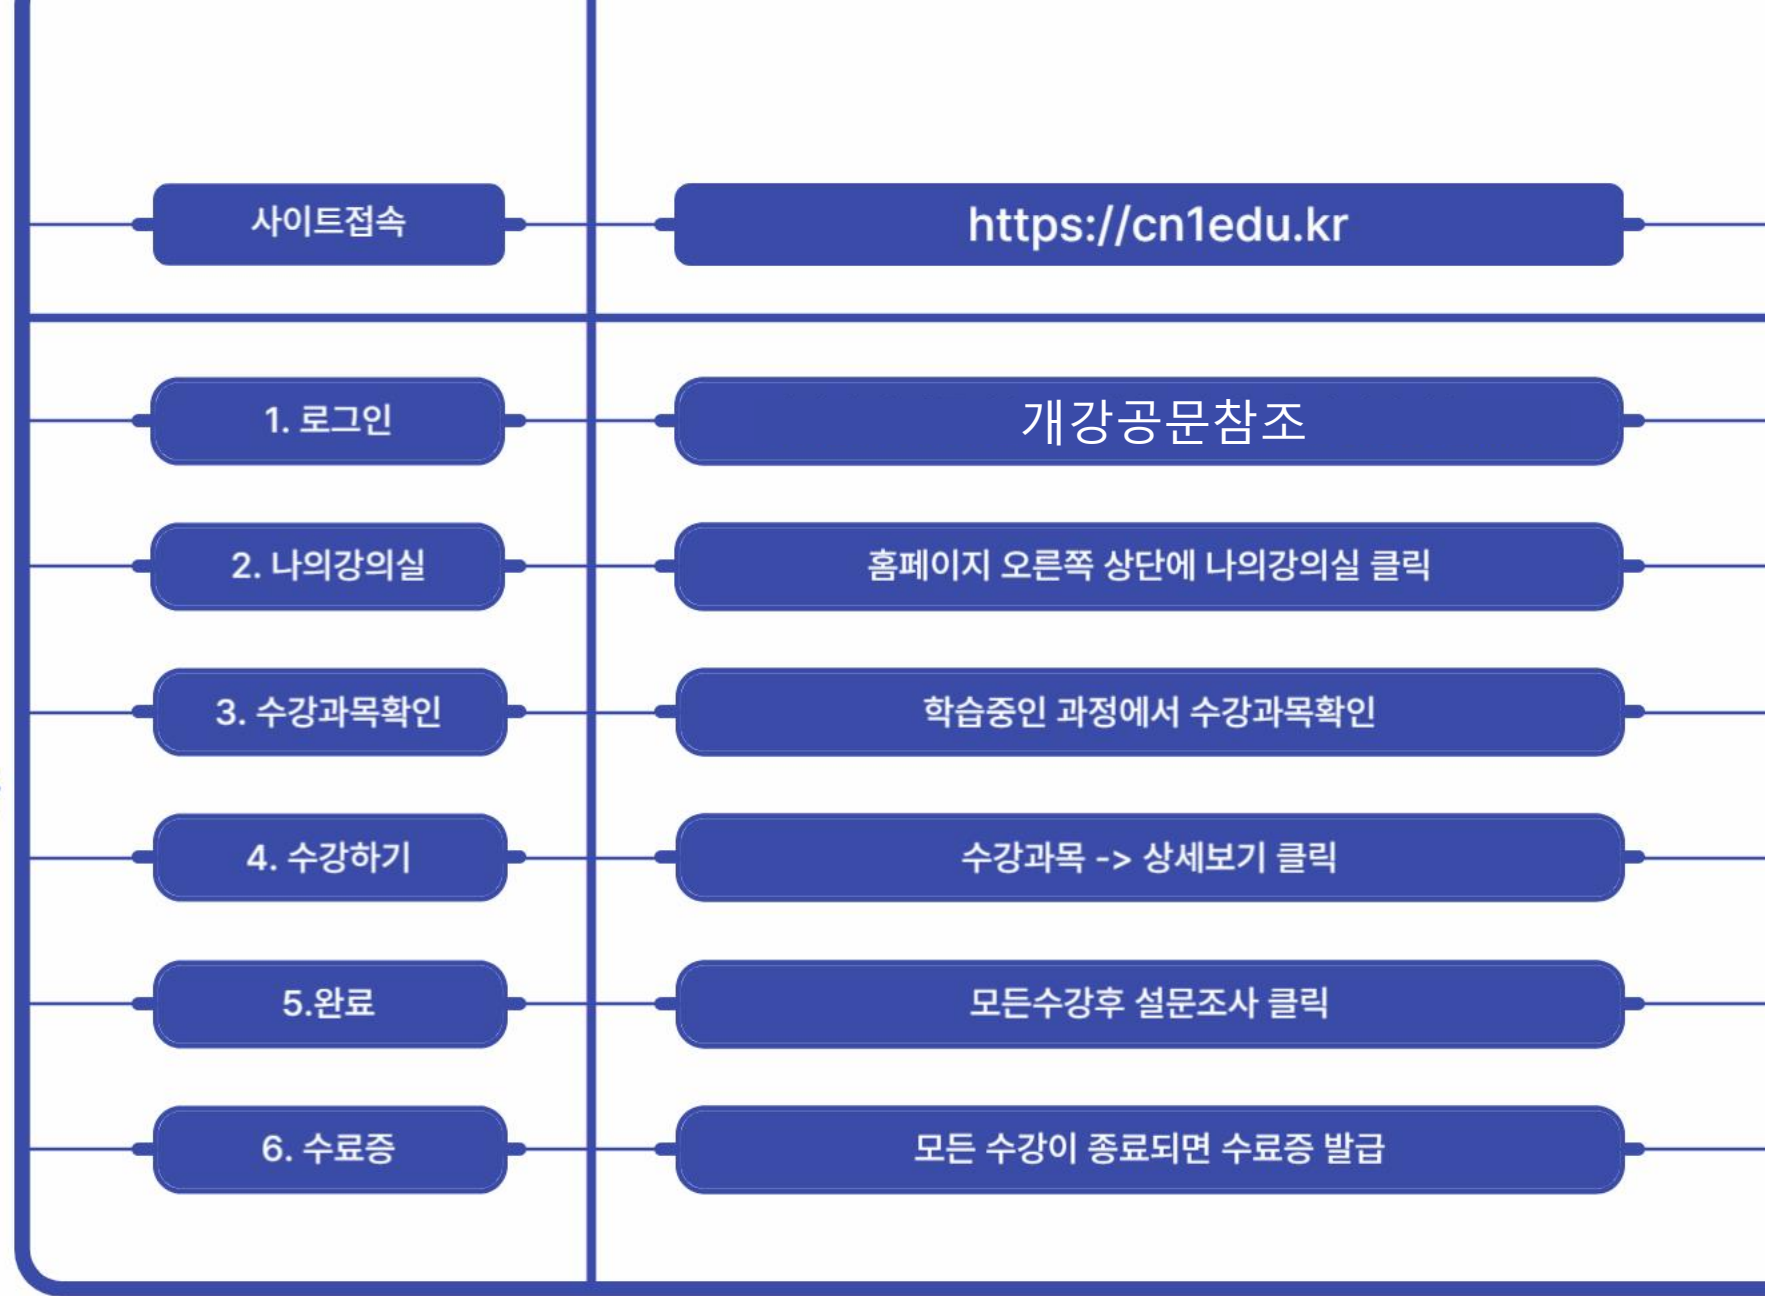 사이트접속
https://cn1edu.kr
1. 로그인
개강공문참조
2. 나의강의실
홈페이지 오른쪽 상단에 나의강의실 클릭
3. 수강과목확인
학습중인 과정에서 수강과목확인
4. 수강하기
수강과목 -> 상세보기 클릭
5.완료
모든수강후 설문조사 클릭
6. 수료증
모든 수강이 종료되면 수료증 발급